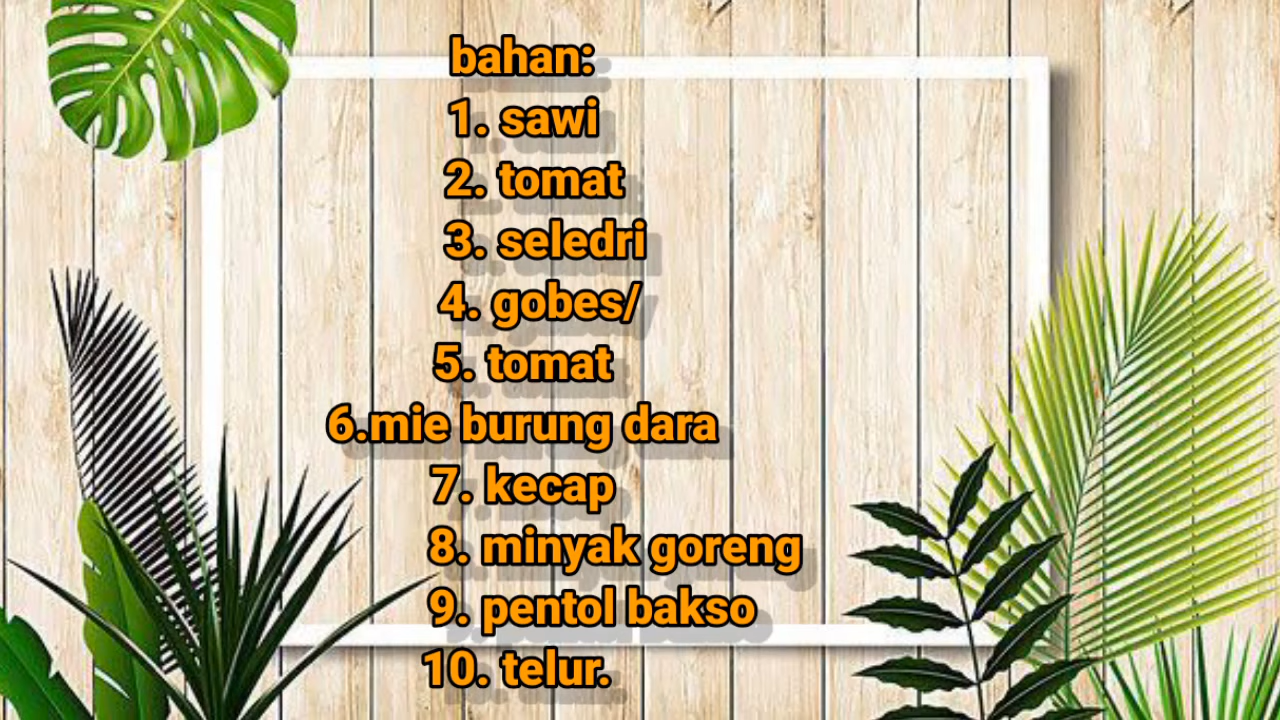 bahan:
1. sawi
2. tomat
3. seledri
4. gobes/
5. tomat
6.mie burung dara
7. kecap
8. minyak goreng
9. pentol bakso
10. telur.